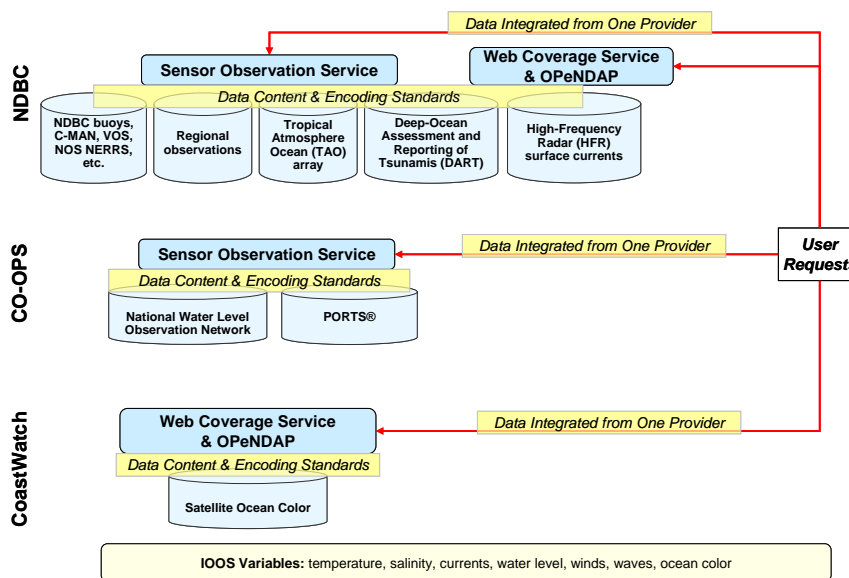 Data Integrated from One Provider
NDBC
Sensor Observation Service
Web Coverage Service
& OPeNDAP
Data Content & Encoding Standards
NDBC buoys,
C-MAN, VOS,
NOS NERRS,
etc.
Regional
observations
Tropical
Atmosphere
Ocean (TAO)
array
Deep-Ocean
Assessment and
Reporting of
Tsunamis (DART)
High-Frequency
Radar (HFR)
surface currents
CO-OPS
Sensor Observation Service
Data Integrated from One Provider
User
Requests
Data Content & Encoding Standards
National Water Level
Observation Network
PORTS®
CoastWatch
Web Coverage Service
& OPeNDAP
Data Integrated from One Provider
Data Content & Encoding Standards
Satellite Ocean Color
IOOS Variables: temperature, salinity, currents, water level, winds, waves, ocean color